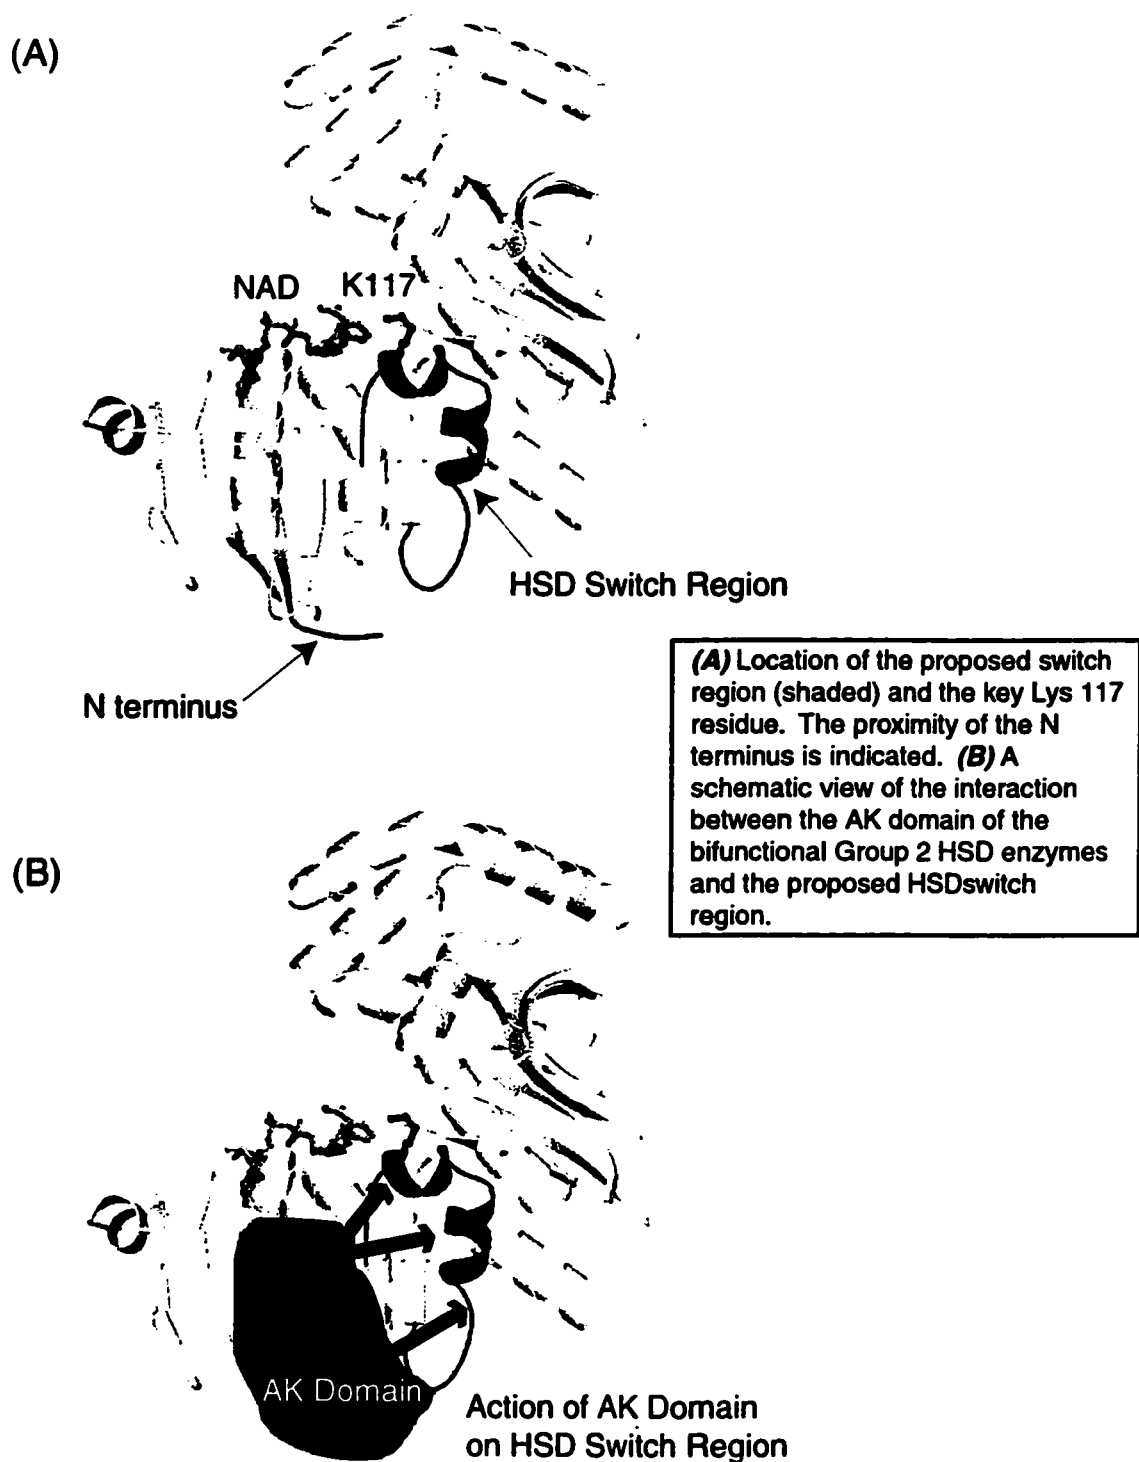 (A)
NAD K117
HSD Switch Region
N terminus
(A) Location of the proposed switch
region (shaded) and the key Lys 117
residue. The proximity of the N
terminus is indicated. (B) A
schematic view of the interaction
between the AK domain of the
bifunctional Group 2 HSD enzymes
and the proposed HSDswitch
region.
(B)
AK Domain
Action of AK Domain
on HSD Switch Region